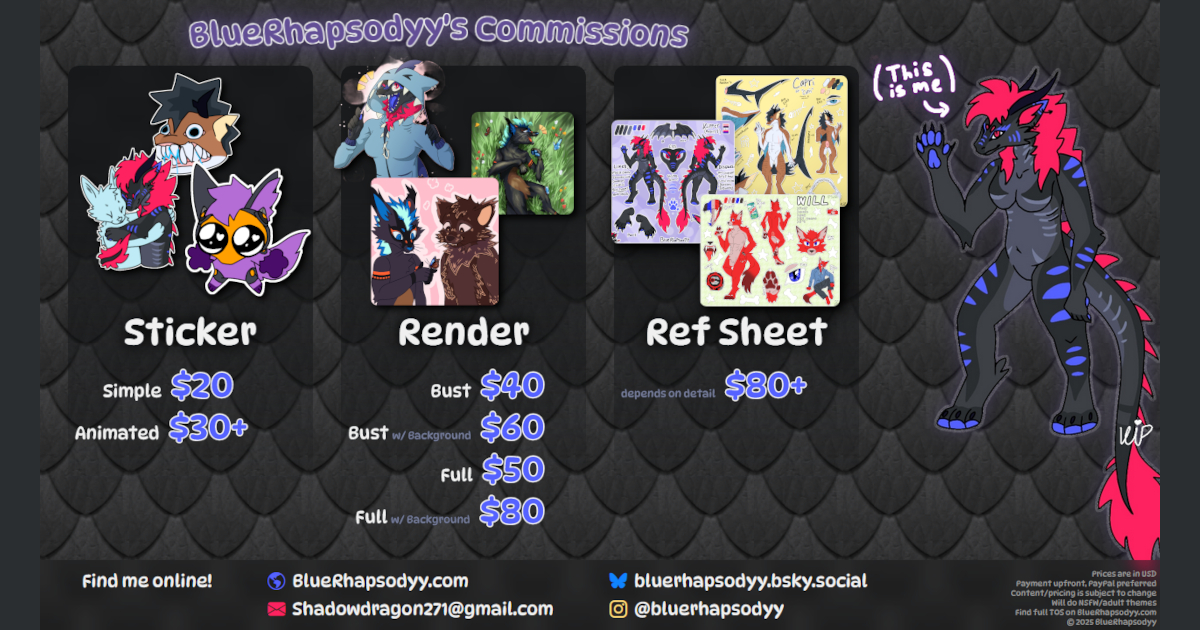 BlueRhapsodyy's Commissions
(This is me)
Capri
WILL
Sticker
Simple $20
Animated $30+
Render
Bust $40
Bust w/ Background $60
Full $50
Full w/ Background $80
Ref Sheet
depends on detail $80+
Find me online!
BlueRhapsodyy.com
Shadowdragon271@gmail.com
bluerhapsodyy.bsky.social
@bluerhapsodyy
Prices are in USD
Payment upfront, PayPal preferred
Content/pricing is subject to change
Will do NSFW/adult themes
Find full TOS on BlueRhapsodyy.com
© 2025 BlueRhapsodyy